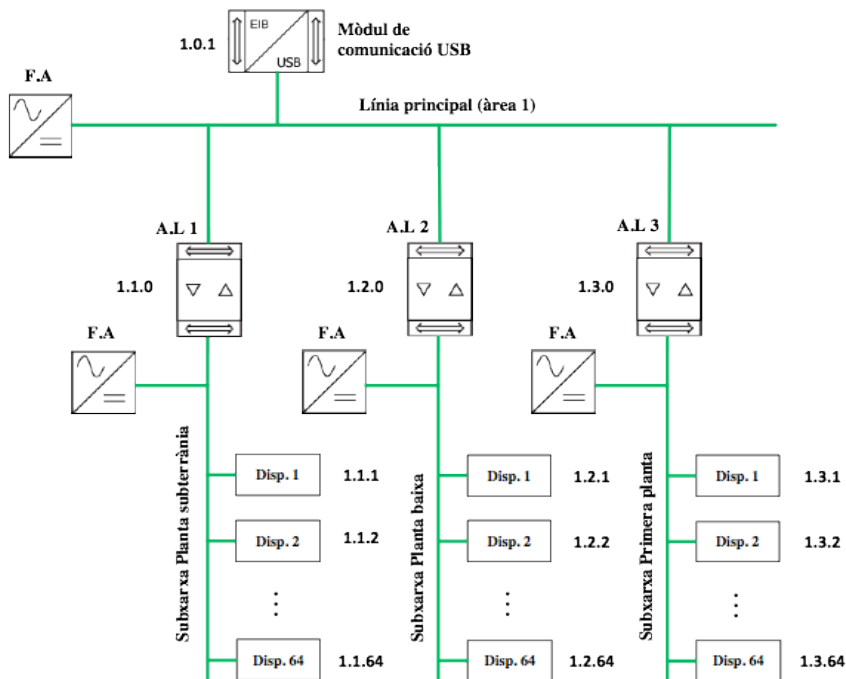 EIB
USB
1.0.1
Mòdul de
comunicació USB
F.A
Línia principal (àrea 1)
A.L 1
A.L 2
A.L 3
1.1.0
1.2.0
1.3.0
F.A
F.A
F.A
Subxarxa Planta subterrània
Disp. 1
1.1.1
Disp. 2
1.1.2
⋮
Disp. 64
1.1.64
Subxarxa Planta baixa
Disp. 1
1.2.1
Disp. 2
1.2.2
⋮
Disp. 64
1.2.64
Subxarxa Primera planta
Disp. 1
1.3.1
Disp. 2
1.3.2
⋮
Disp. 64
1.3.64